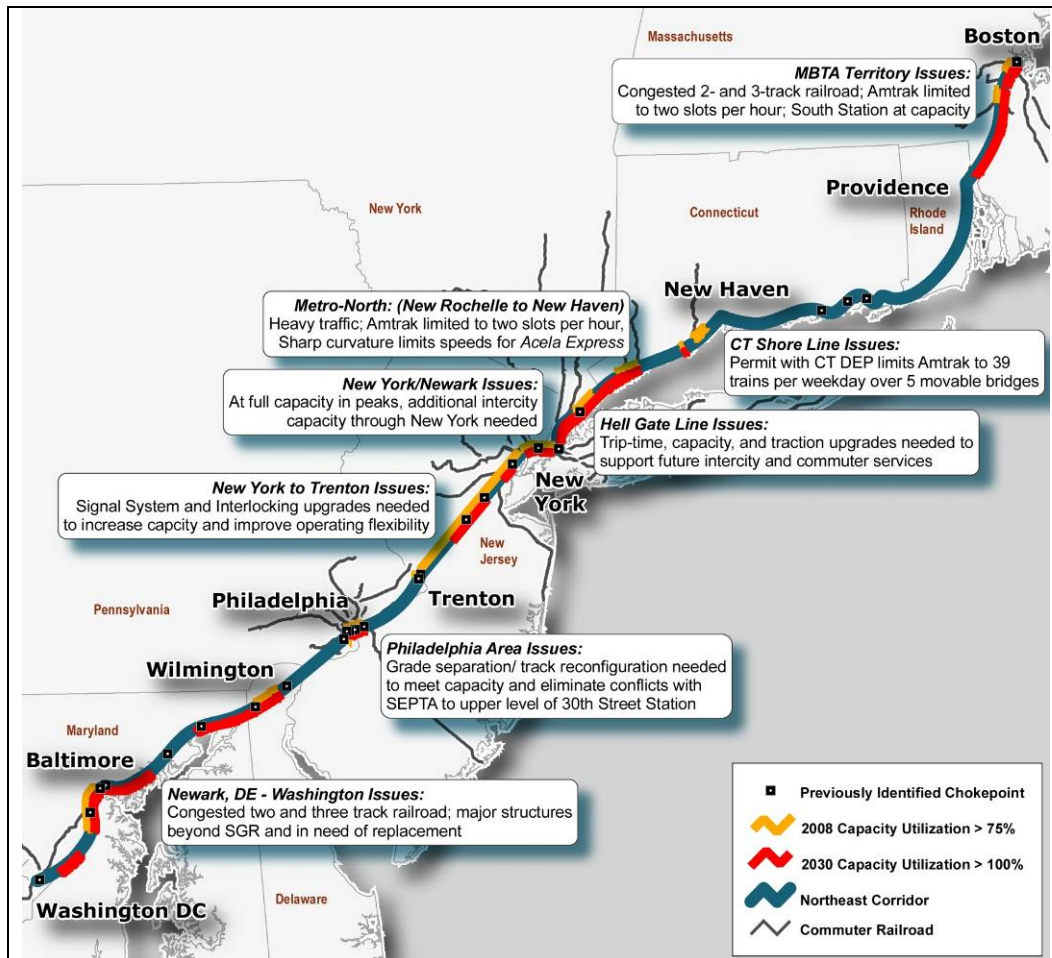 Boston
Massachusetts
MBTA Territory Issues:
Congested 2- and 3-track railroad; Amtrak limited
to two slots per hour; South Station at capacity
Providence
New York
Connecticut
Rhode
Island
New Haven
Metro-North: (New Rochelle to New Haven)
Heavy traffic; Amtrak limited to two slots per hour,
Sharp curvature limits speeds for Acela Express
CT Shore Line Issues:
Permit with CT DEP limits Amtrak to 39
trains per weekday over 5 movable bridges
New York/Newark Issues:
At full capacity in peaks, additional intercity
capacity through New York needed
Hell Gate Line Issues:
Trip-time, capacity, and traction upgrades needed to
support future intercity and commuter services
New
York
New York to Trenton Issues:
Signal System and Interlocking upgrades needed
to increase capcity and improve operating flexibility
New
Jersey
Trenton
Pennsylvania
Philadelphia
Philadelphia Area Issues:
Grade separation/ track reconfiguration needed
to meet capacity and eliminate conflicts with
SEPTA to upper level of 30th Street Station
Wilmington
Maryland
Baltimore
Newark, DE - Washington Issues:
Congested two and three track railroad; major structures
beyond SGR and in need of replacement
Washington DC
Delaware
Previously Identified Chokepoint
2008 Capacity Utilization > 75%
2030 Capacity Utilization > 100%
Northeast Corridor
Commuter Railroad